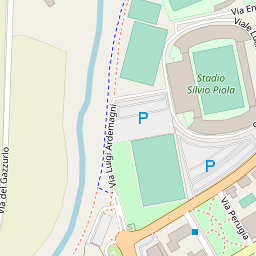 Via En
Viale Lu
Stadio
Silvio Piola
P
Via Luigi Ardemagni
P
Via del Gazzurlo
Via Perugia